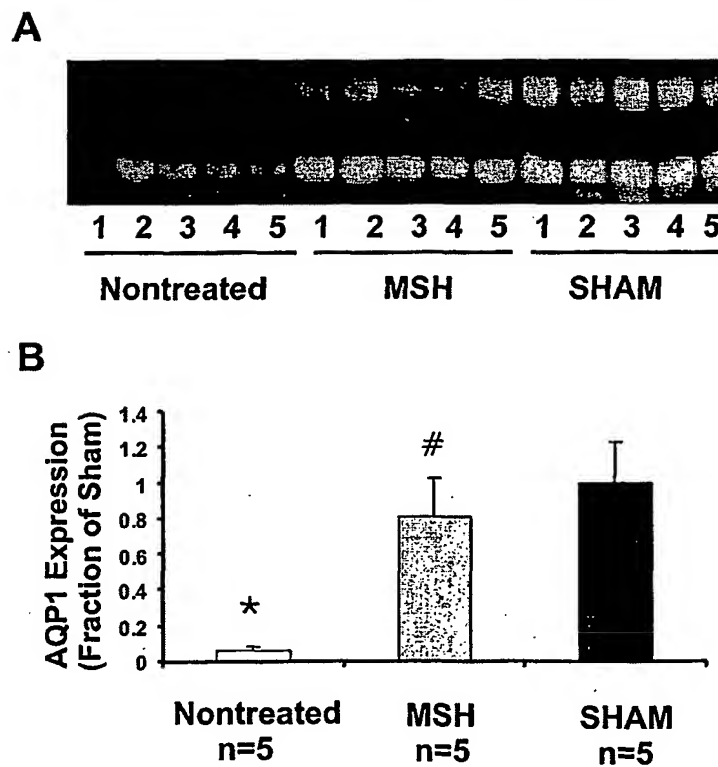 A
1 2 3 4 5 1 2 3 4 5 1 2 3 4 5
Nontreated MSH SHAM
B
AQP1 Expression
(Fraction of Sham)
1.4
1.2
1
0.8
0.6
0.4
0.2
0
*
#
Nontreated MSH SHAM
n=5 n=5 n=5